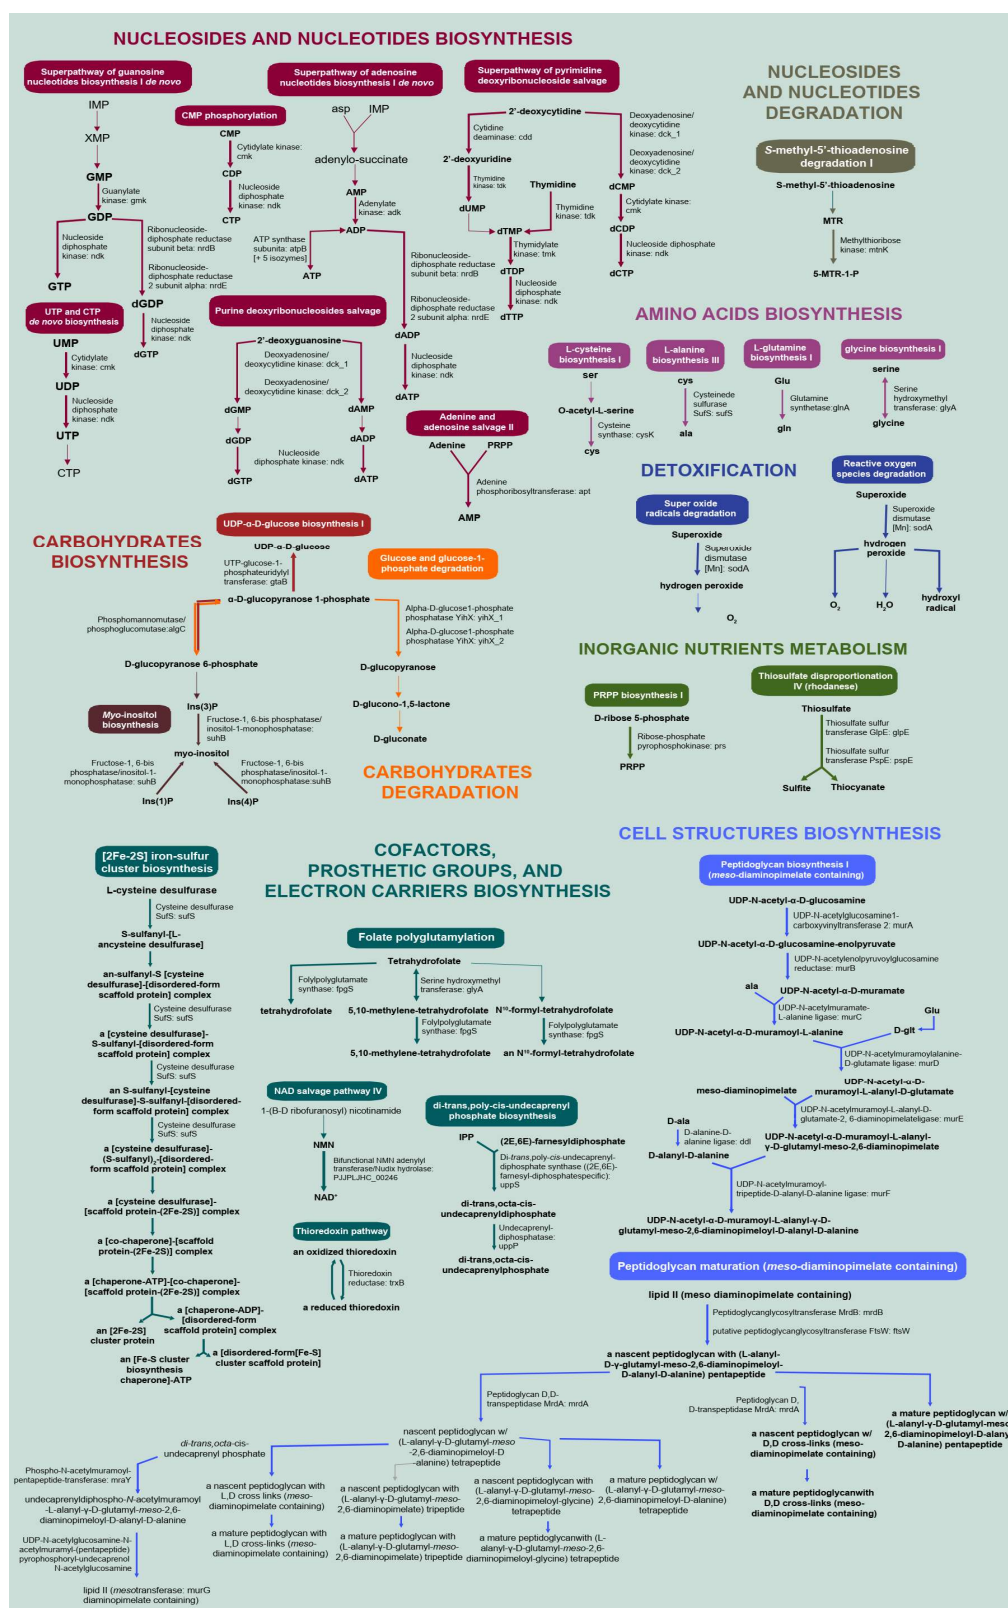 NUCLEOSIDES AND NUCLEOTIDES BIOSYNTHESIS
Superpathway of guanosine
nucleotides biosynthesis I de novo
IMP
XMP
GMP
Guanylate
kinase: gmk
GDP
Nucleoside
diphosphate
kinase: ndk
GTP
Ribonucleoside-
diphosphate reductase
subunit beta: nrdB
Ribonucleoside-
diphosphate reductase
2 subunit alpha: nrdE
dGDP
Nucleoside
diphosphate
kinase: ndk
dGTP
CMP phosphorylation
CMP
Cytidylate kinase:
cmk
CDP
Nucleoside
diphosphate
kinase: ndk
CTP
Superpathway of adenosine
nucleotides biosynthesis I de novo
asp
IMP
adenylo-succinate
AMP
Adenylate
kinase: adk
ADP
ATP synthase
subunita: atpB
[+ 5 isozymes]
ATP
Ribonucleoside-
diphosphate reductase
subunit beta: nrdB
Ribonucleoside-
diphosphate reductase
2 subunit alpha: nrdE
dADP
Nucleoside
diphosphate
kinase: ndk
dATP
Superpathway of pyrimidine
deoxyribonucleoside salvage
2'-deoxycytidine
Cytidine
deaminase: cdd
2'-deoxyuridine
Thymidine
kinase: tdk
dUMP
Thymidine
Thymidine
kinase: tdk
dTMP
Thymidylate
kinase: tmk
dTDP
Nucleoside
diphosphate
kinase: ndk
dTTP
Deoxyadenosine/
deoxycytidine
kinase: dck_1
Deoxyadenosine/
deoxycytidine
kinase: dck_2
dCMP
Cytidylate kinase:
cmk
dCDP
Nucleoside diphosphate
kinase: ndk
dCTP
NUCLEOSIDES
AND NUCLEOTIDES
DEGRADATION
S-methyl-5'-thioadenosine
degradation I
S-methyl-5'-thioadenosine
MTR
Methylthioribose
kinase: mtnK
5-MTR-1-P
UTP and CTP
de novo biosynthesis
UMP
Cytidylate
kinase: cmk
UDP
Nucleoside
diphosphate
kinase: ndk
UTP
CTP
Purine deoxyribonucleosides salvage
2'-deoxyguanosine
Deoxyadenosine/
deoxycytidine kinase: dck_1
Deoxyadenosine/
deoxycytidine kinase: dck_2
dGMP
dAMP
dGDP
dADP
Nucleoside
diphosphate kinase: ndk
dGTP
dATP
Adenine and
adenosine salvage II
Adenine
PRPP
Adenine
phosphoribosyltransferase: apt
AMP
AMINO ACIDS BIOSYNTHESIS
L-cysteine
biosynthesis I
ser
O-acetyl-L-serine
Cysteine
synthase: cysK
cys
L-alanine
biosynthesis III
cys
Cysteinede
sulfurase
SufS: sufS
ala
L-glutamine
biosynthesis I
Glu
Glutamine
synthetase:glnA
gln
glycine biosynthesis I
serine
Serine
hydroxymethyl
transferase: glyA
glycine
DETOXIFICATION
Super oxide
radicals degradation
Superoxide
Superoxide
dismutase
[Mn]: sodA
hydrogen peroxide
O2
Reactive oxygen
species degradation
Superoxide
Superoxide
dismutase
[Mn]: sodA
hydrogen
peroxide
O2
H2O
hydroxyl
radical
CARBOHYDRATES
BIOSYNTHESIS
UDP-α-D-glucose biosynthesis I
UDP-α-D-glucose
UTP-glucose-1-
phosphateuridylyl
transferase: gtaB
α-D-glucopyranose 1-phosphate
Phosphomannomutase/
phosphoglucomutase:algC
D-glucopyranose 6-phosphate
Glucose and glucose-1-
phosphate degradation
Alpha-D-glucose1-phosphate
phosphatase YihX: yihX_1
Alpha-D-glucose1-phosphate
phosphatase YihX: yihX_2
D-glucopyranose
D-glucono-1,5-lactone
D-gluconate
CARBOHYDRATES
DEGRADATION
Myo-inositol
biosynthesis
Ins(3)P
Fructose-1, 6-bis phosphatase/
inositol-1-monophosphatase:
suhB
myo-inositol
Fructose-1, 6-bis
phosphatase/inositol-1-
monophosphatase:suhB
Fructose-1, 6-bis
phosphatase/inositol-1-
monophosphatase:suhB
Ins(1)P
Ins(4)P
INORGANIC NUTRIENTS METABOLISM
PRPP biosynthesis I
D-ribose 5-phosphate
Ribose-phosphate
pyrophosphokinase: prs
PRPP
Thiosulfate disproportionation
IV (rhodanese)
Thiosulfate
Thiosulfate sulfur
transferase GlpE: glpE
Thiosulfate sulfur
transferase PspE: pspE
Sulfite
Thiocyanate
COFACTORS,
PROSTHETIC GROUPS, AND
ELECTRON CARRIERS BIOSYNTHESIS
[2Fe-2S] iron-sulfur
cluster biosynthesis
L-cysteine desulfurase
Cysteine desulfurase
SufS: sufS
S-sulfanyl-[L-
ancysteine desulfurase]
an-sulfanyl-S [cysteine
desulfurase]-[disordered-form
scaffold protein] complex
Cysteine desulfurase
SufS: sufS
a [cysteine desulfurase]-
S-sulfanyl-[disordered-form
scaffold protein] complex
Cysteine desulfurase
SufS: sufS
an S-sulfanyl-[cysteine
desulfurase]-S-sulfanyl-[disordered-
form scaffold protein] complex
Cysteine desulfurase
SufS: sufS
a [cysteine desulfurase]-
(S-sulfanyl)2-[disordered-
form scaffold protein] complex
a [cysteine desulfurase]-
[scaffold protein-(2Fe-2S)] complex
a [co-chaperone]-[scaffold
protein-(2Fe-2S)] complex
a [chaperone-ATP]-[co-chaperone]-
[scaffold protein-(2Fe-2S)] complex
a [chaperone-ADP]-
[disordered-form
scaffold protein] complex
an [2Fe-2S]
cluster protein
an [Fe-S cluster
biosynthesis
chaperone]-ATP
a [disordered-form[Fe-S]
cluster scaffold protein]
Folate polyglutamylation
Tetrahydrofolate
Folylpolyglutamate
synthase: fpgS
Serine hydroxymethyl
transferase: glyA
tetrahydrofolate
5,10-methylene-tetrahydrofolate
N10-formyl-tetrahydrofolate
Folylpolyglutamate
synthase: fpgS
Folylpolyglutamate
synthase: fpgS
5,10-methylene-tetrahydrofolate
an N10-formyl-tetrahydrofolate
NAD salvage pathway IV
1-(B-D ribofuranosyl) nicotinamide
NMN
Bifunctional NMN adenylyl
transferase/Nudix hydrolase:
PJJPLJHC_00246
NAD+
Thioredoxin pathway
an oxidized thioredoxin
Thioredoxin
reductase: trxB
a reduced thioredoxin
di-trans,poly-cis-undecaprenyl
phosphate biosynthesis
IPP
(2E,6E)-farnesyldiphosphate
Di-trans,poly-cis-undecaprenyl-
diphosphate synthase ((2E,6E)-
farnesyl-diphosphatespecific):
uppS
di-trans,octa-cis-
undecaprenyldiphosphate
Undecaprenyl-
diphosphatase:
uppP
di-trans,octa-cis-
undecaprenylphosphate
CELL STRUCTURES BIOSYNTHESIS
Peptidoglycan biosynthesis I
(meso-diaminopimelate containing)
UDP-N-acetyl-α-D-glucosamine
UDP-N-acetylglucosamine1-
carboxyvinyltransferase 2: murA
UDP-N-acetyl-α-D-glucosamine-enolpyruvate
UDP-N-acetylenolpyruvoylglucosamine
reductase: murB
ala
UDP-N-acetyl-α-D-muramate
UDP-N-acetylmuramate-
L-alanine ligase: murC
Glu
UDP-N-acetyl-α-D-muramoyl-L-alanine
D-glt
UDP-N-acetylmuramoylalanine-
D-glutamate ligase: murD
meso-diaminopimelate
UDP-N-acetyl-α-D-
muramoyl-L-alanyl-D-glutamate
UDP-N-acetylmuramoyl-L-alanyl-D-
glutamate-2, 6-diaminopimelateligase: murE
D-ala
D-alanine-D-
alanine ligase: ddl
UDP-N-acetyl-α-D-muramoyl-L-alanyl-
γ-D-glutamyl-meso-2,6-diaminopimelate
D-alanyl-D-alanine
UDP-N-acetylmuramoyl-
tripeptide-D-alanyl-D-alanine ligase: murF
UDP-N-acetyl-α-D-muramoyl-L-alanyl-γ-D-
glutamyl-meso-2,6-diaminopimeloyl-D-alanyl-D-alanine
Peptidoglycan maturation (meso-diaminopimelate containing)
lipid II (meso diaminopimelate containing)
Peptidoglycanglycosyltransferase MrdB: mrdB
putative peptidoglycanglycosyltransferase FtsW: ftsW
a nascent peptidoglycan with (L-alanyl-
D-γ-glutamyl-meso-2,6-diaminopimeloyl-
D-alanyl-D-alanine) pentapeptide
Peptidoglycan D,D-
transpeptidase MrdA: mrdA
Peptidoglycan D,
D-transpeptidase MrdA: mrdA
a mature peptidoglycan w/
(L-alanyl-γ-D-glutamyl-meso
2,6-diaminopimeloyl-D-alany
D-alanine) pentapeptide
a nascent peptidoglycan w/
D,D cross-links (meso-
diaminopimelate containing)
a mature peptidoglycanwith
D,D cross-links (meso-
diaminopimelate containing)
nascent peptidoglycan w/
(L-alanyl-γ-D-glutamyl-meso
-2,6-diaminopimeloyl-D
-alanine) tetrapeptide
di-trans,octa-cis-
undecaprenyl phosphate
Phospho-N-acetylmuramoyl-
pentapeptide-transferase: mraY
undecaprenyldiphospho-N-acetylmuramoyl
-L-alanyl-γ-D-glutamyl-meso-2,6-
diaminopimeloyl-D-alanyl-D-alanine
UDP-N-acetylglucosamine-N-
acetylmuramyl-(pentapeptide)
pyrophosphoryl-undecaprenol
N-acetylglucosamine
lipid II (mesotransferase: murG
diaminopimelate containing)
a nascent peptidoglycan with
L,D cross-links (meso-
diaminopimelate containing)
a mature peptidoglycan with
L,D cross-links (meso-
diaminopimelate containing)
a nascent peptidoglycan with
(L-alanyl-γ-D-glutamyl-meso-
2,6-diaminopimelate) tripeptide
a mature peptidoglycan with
(L-alanyl-γ-D-glutamyl-meso-
2,6-diaminopimelate) tripeptide
a nascent peptidoglycan with
(L-alanyl-γ-D-glutamyl-meso-
2,6-diaminopimeloyl-glycine)
tetrapeptide
a mature peptidoglycanwith (L-
alanyl-γ-D-glutamyl-meso-2,6-
diaminopimeloyl-glycine) tetrapeptide
a mature peptidoglycan w/
(L-alanyl-γ-D-glutamyl-meso-
2,6-diaminopimeloyl-D-alanine)
tetrapeptide